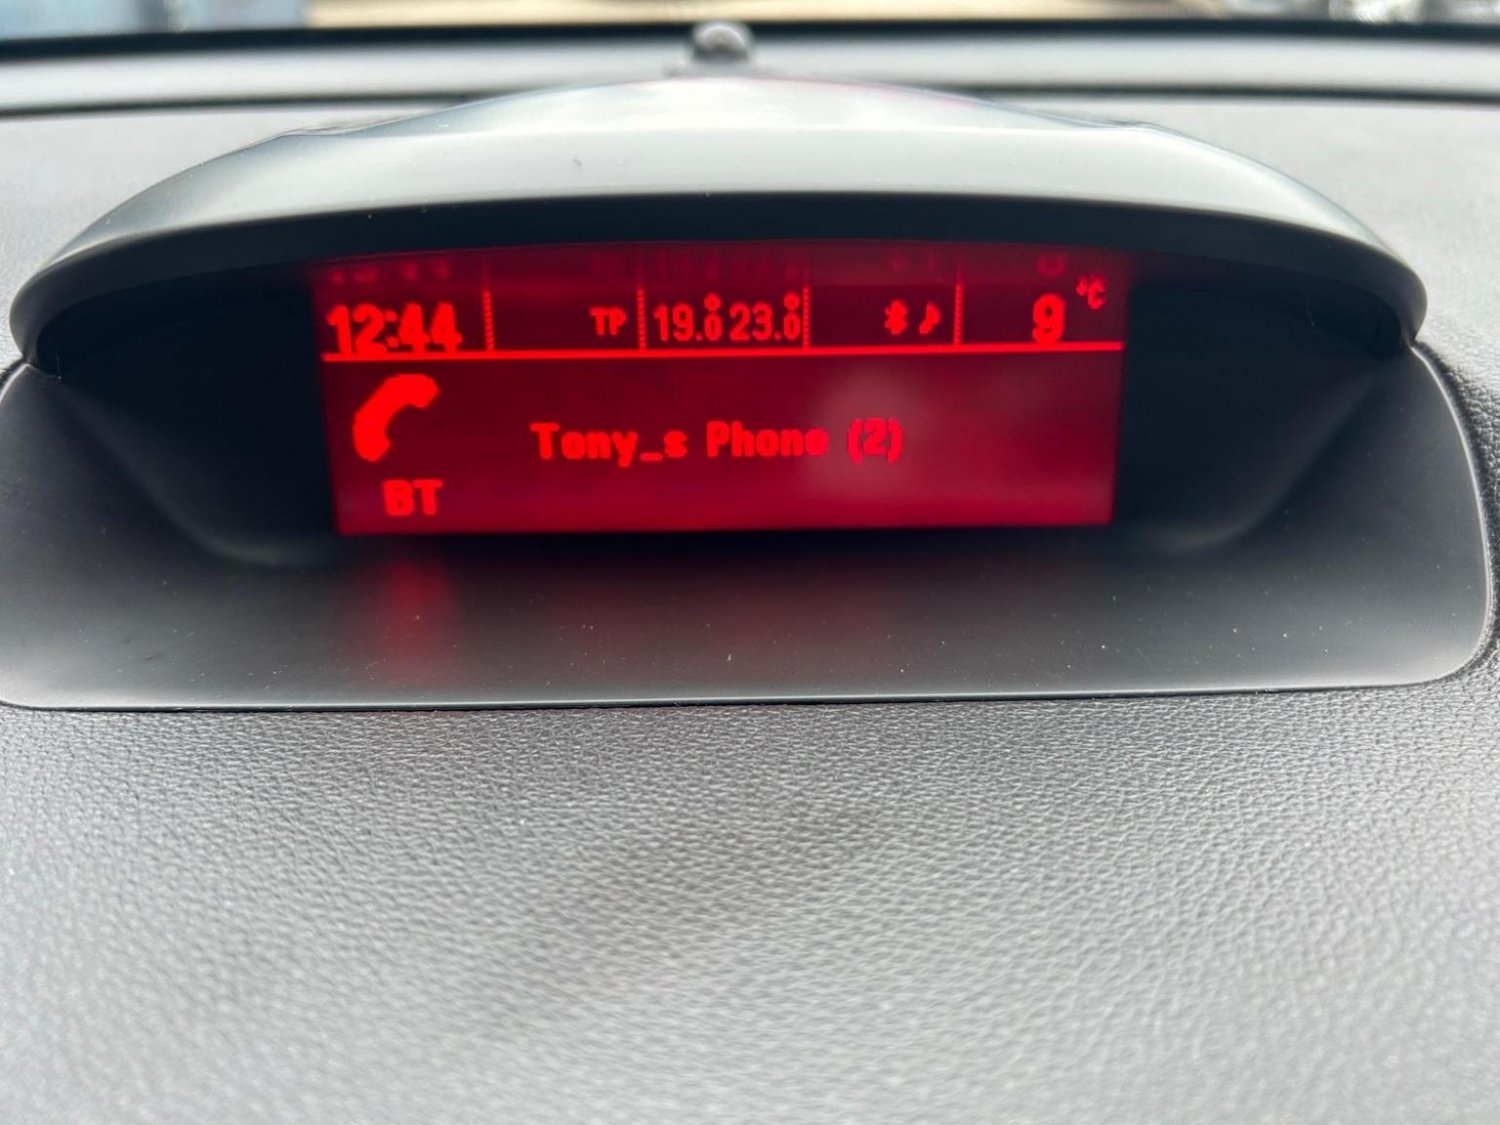 12:44 TP 19.0° 23.0° 9 °C
Tony_s Phone (2)
BT